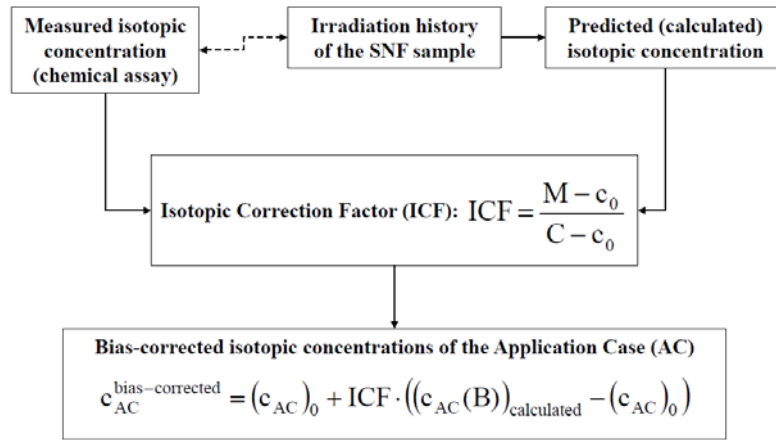 Measured isotopic
concentration
(chemical assay)
Irradiation history
of the SNF sample
Predicted (calculated)
isotopic concentration
Isotopic Correction Factor (ICF): ICF = (M − c₀) / (C − c₀)
Bias-corrected isotopic concentrations of the Application Case (AC)
c_AC^bias−corrected = (c_AC)₀ + ICF · ((c_AC(B))_calculated − (c_AC)₀)